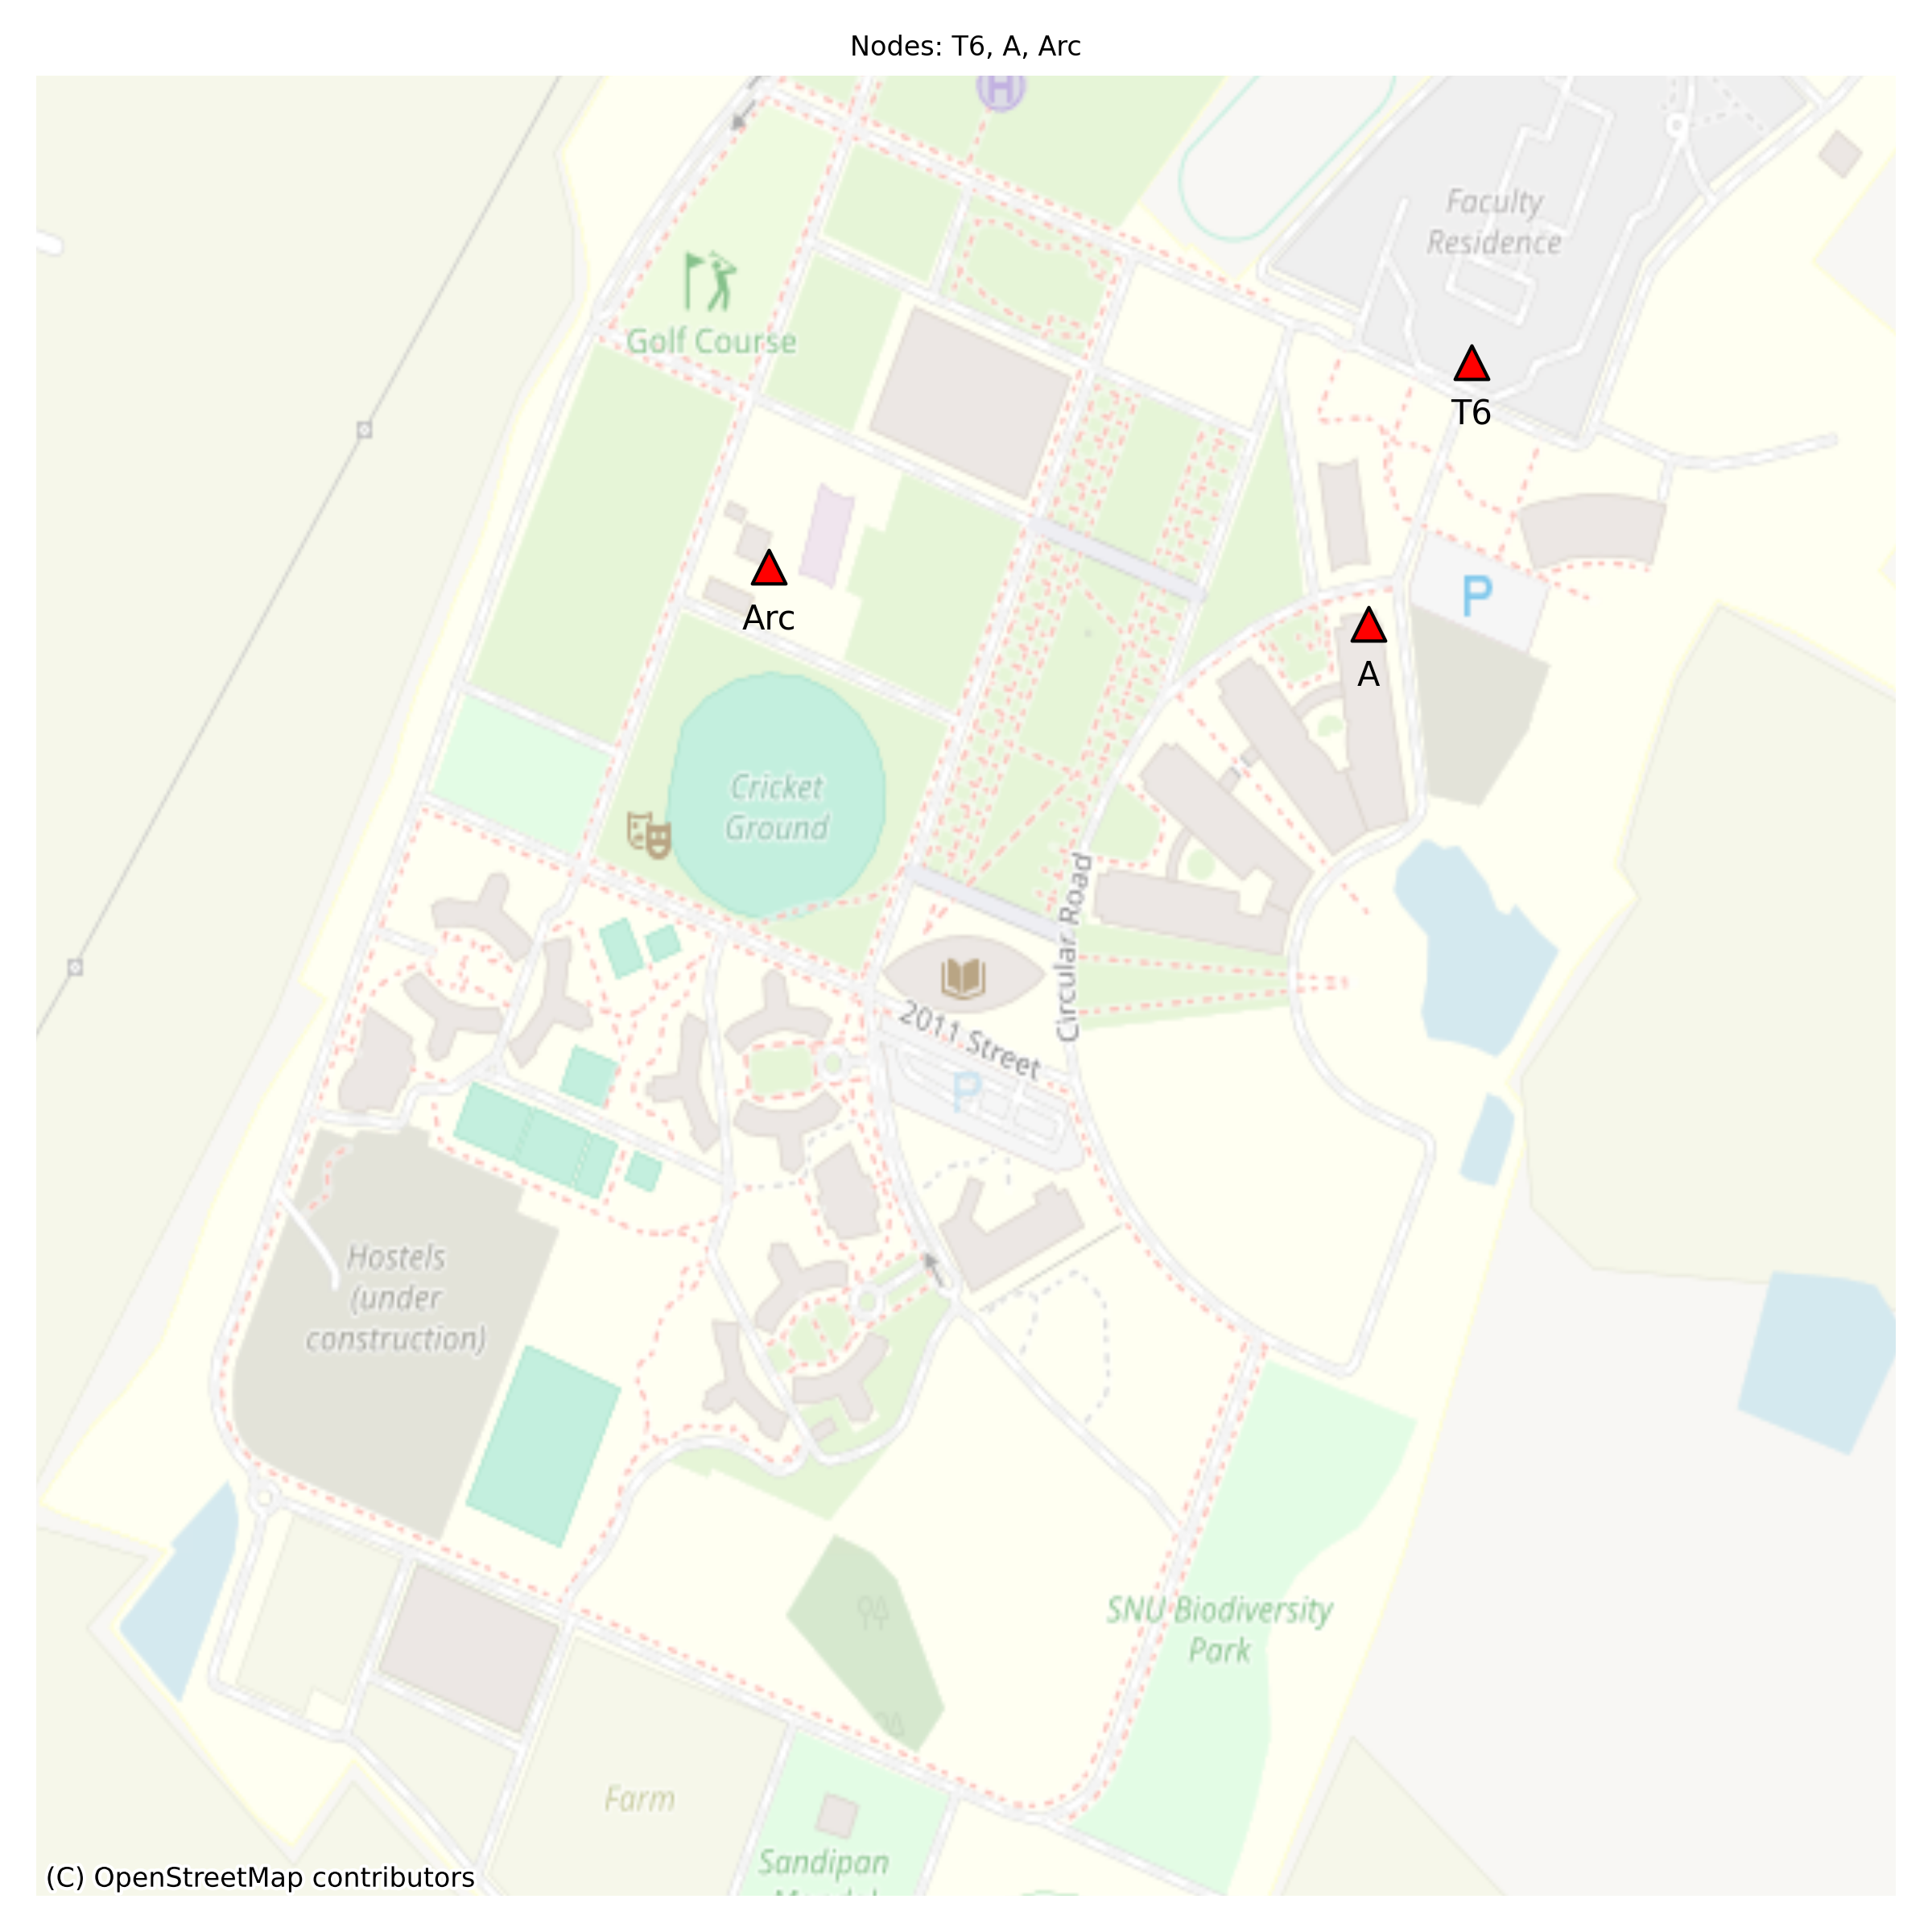 Nodes: T6, A, Arc
H
Faculty
Residence
Golf Course
T6
Arc
P
A
Cricket
Ground
Circular Road
2011 Street
P
Hostels
(under
construction)
SNU Biodiversity
Park
Farm
Sandipan
(C) OpenStreetMap contributors